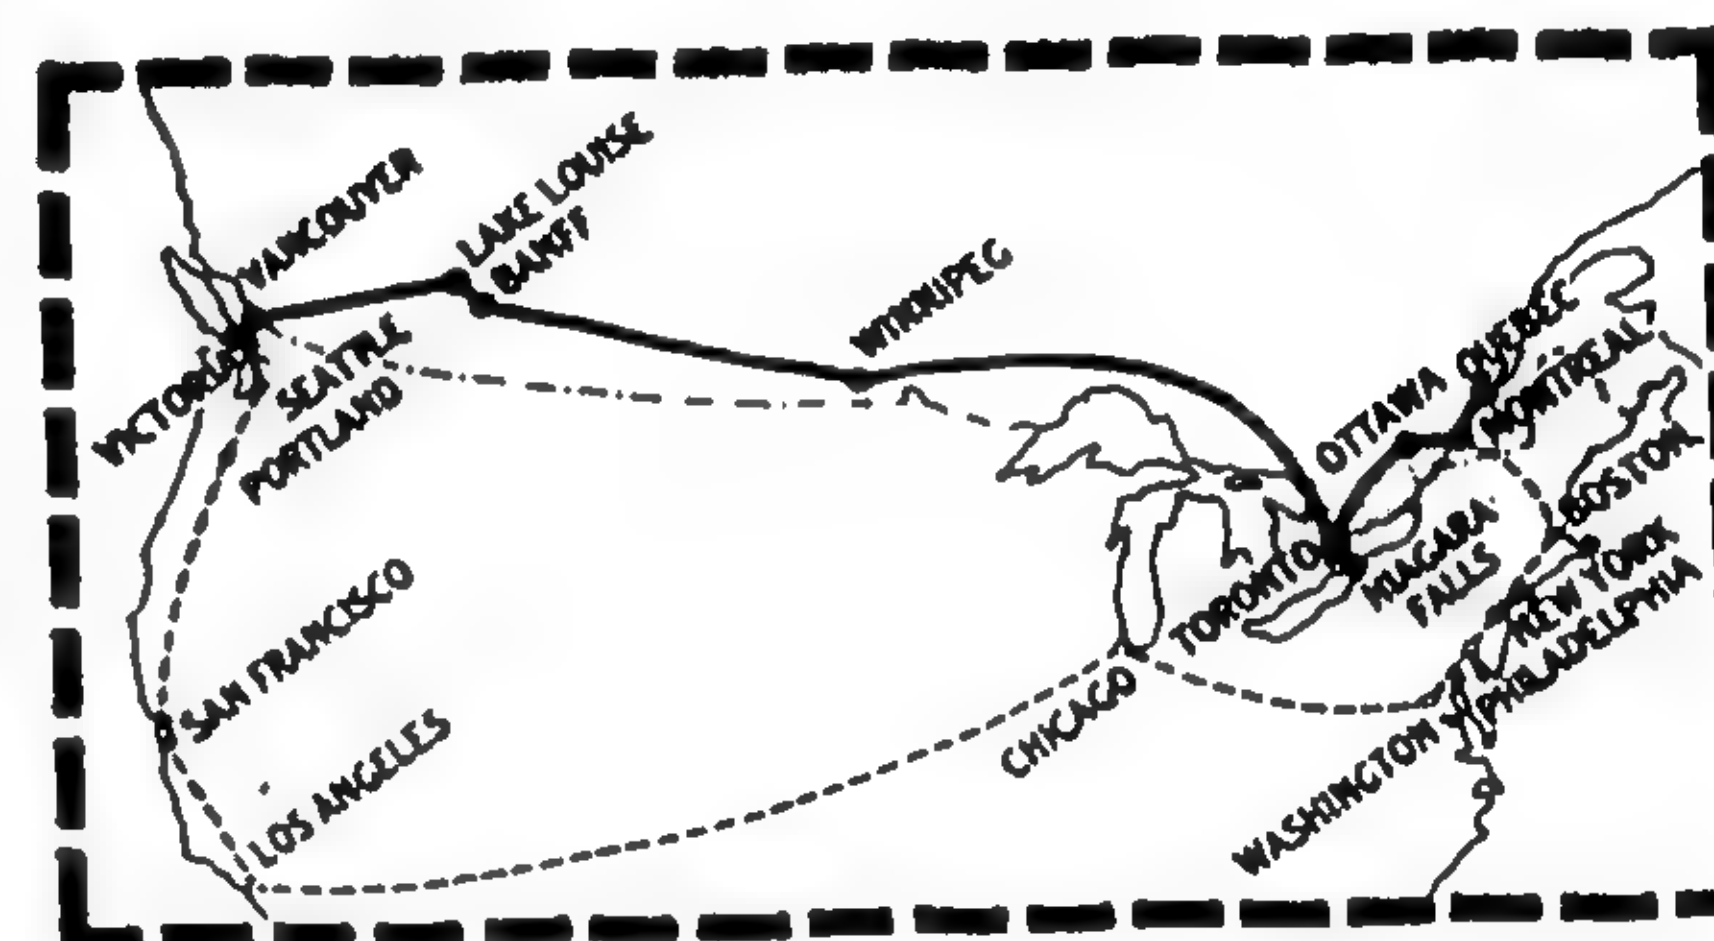 VANCOUVER
LAKE LOUISE
BANFF
WINNIPEG
VICTORIA
SEATTLE
PORTLAND
OTTAWA
QUEBEC
MONTREAL
BOSTON
NIAGARA
FALLS
TORONTO
NEW YORK
PHILADELPHIA
SAN FRANCISCO
CHICAGO
WASHINGTON
LOS ANGELES